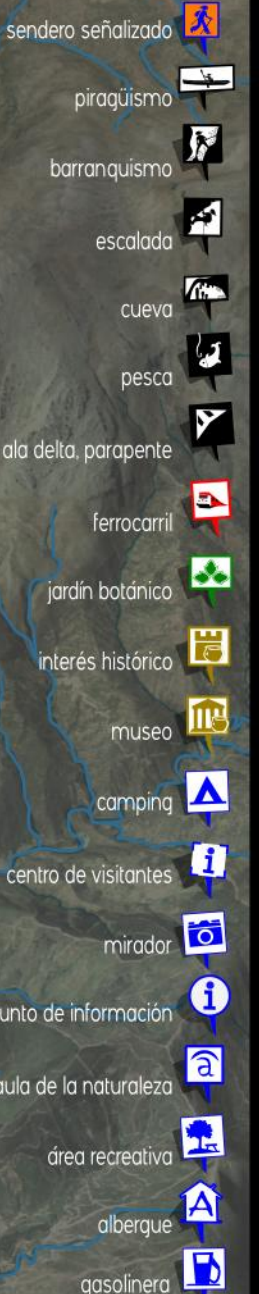 sendero señalizado
piragüismo
barranquismo
escalada
cueva
pesca
ala delta, parapente
ferrocarril
jardín botánico
interés histórico
museo
camping
i
centro de visitantes
mirador
i
unto de información
a
aula de la naturaleza
área recreativa
A
albergue
gasolinera